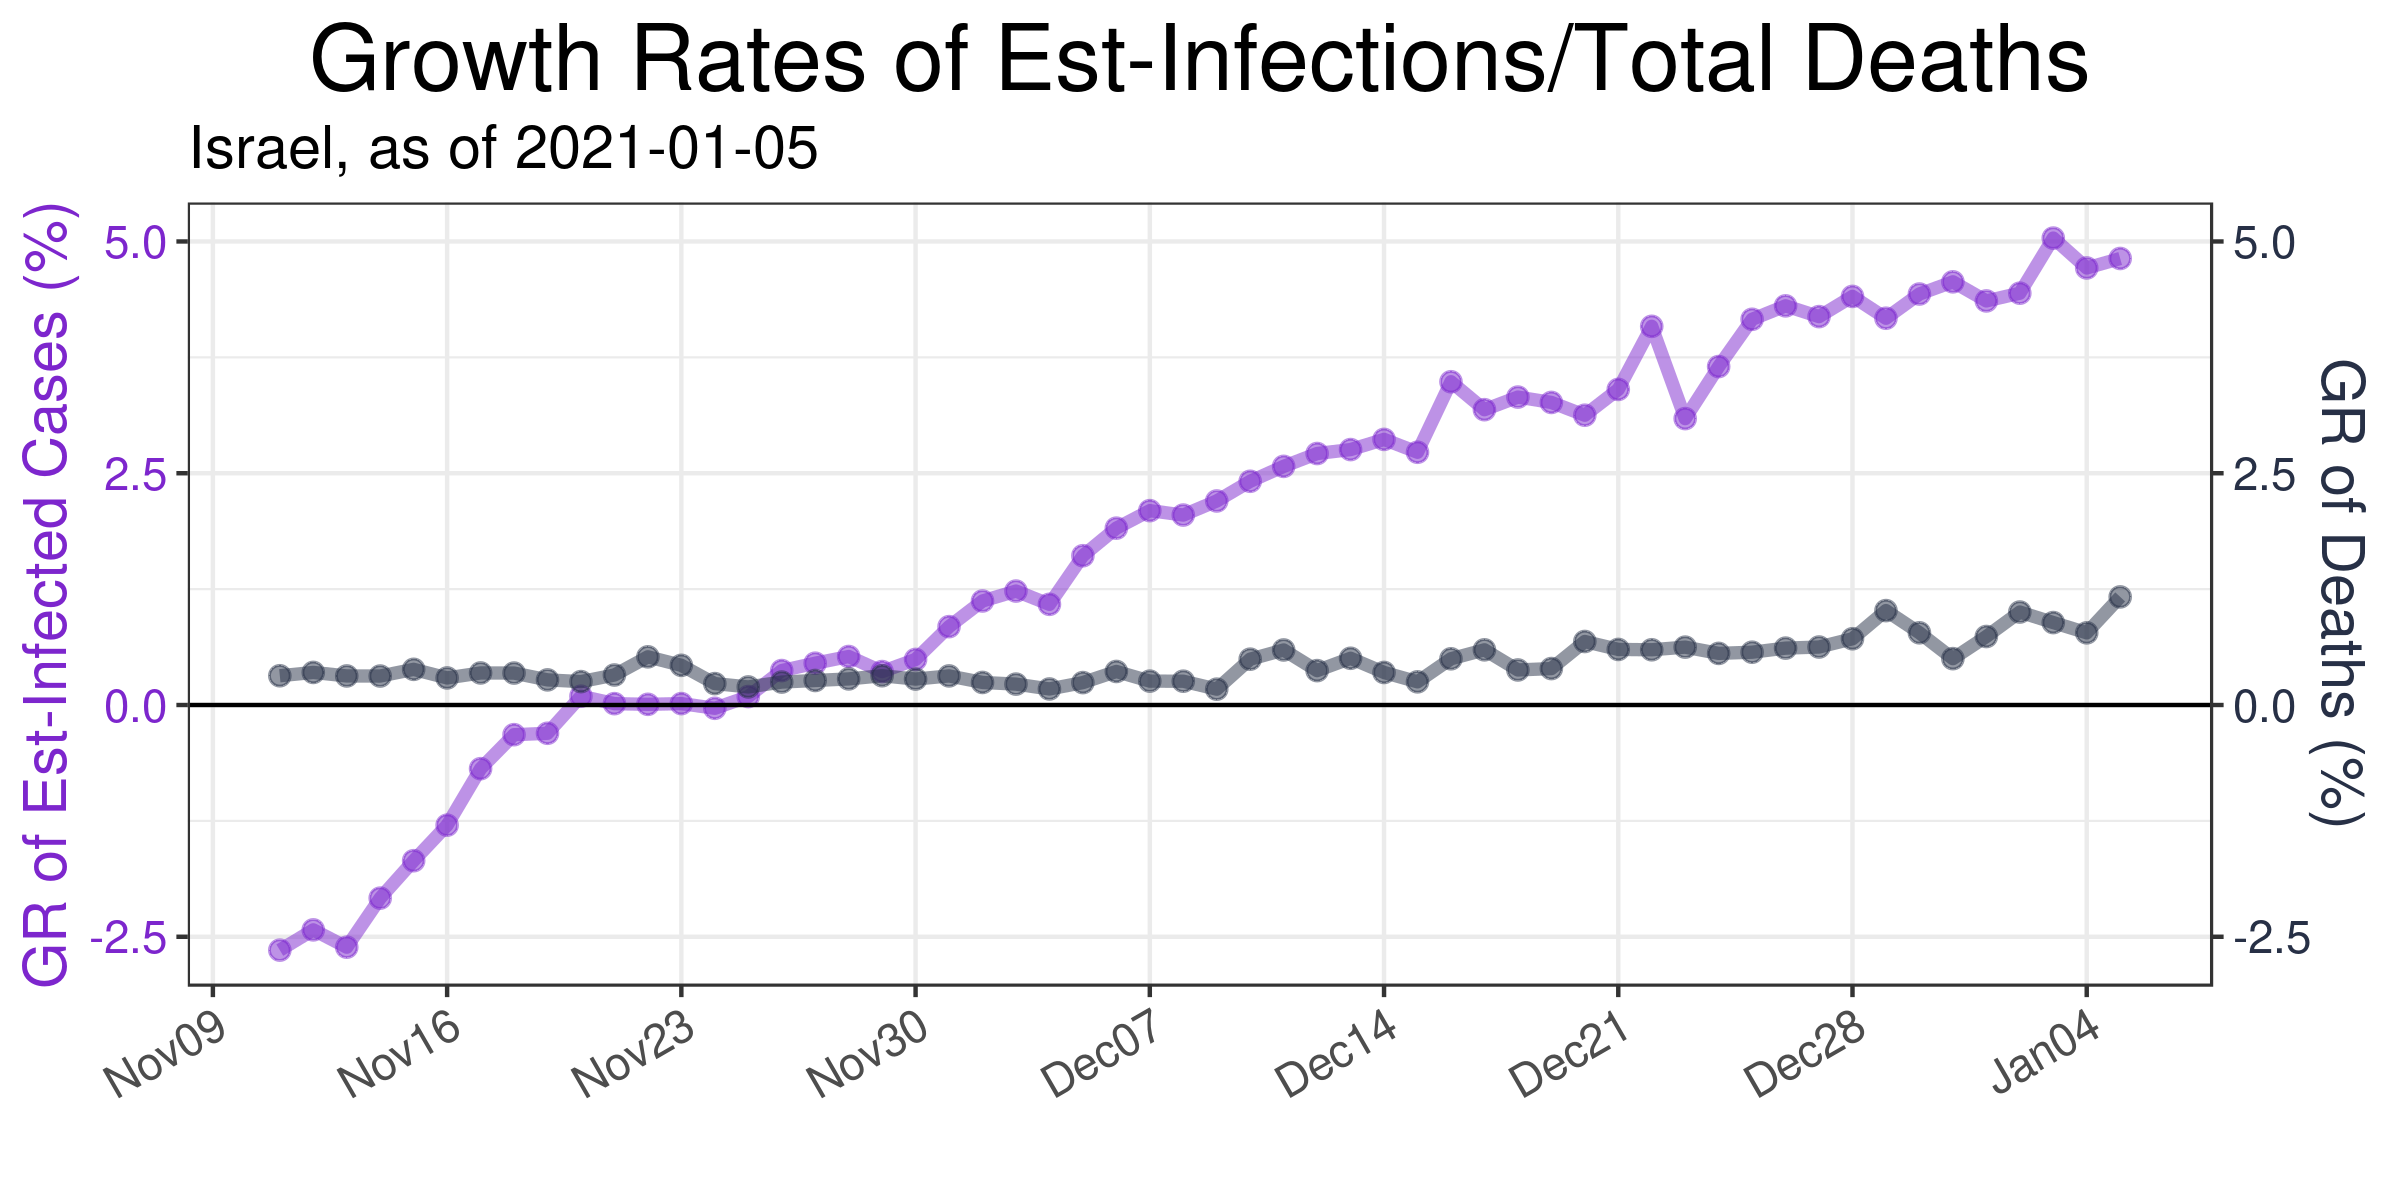 Growth Rates of Est-Infections/Total Deaths
Israel, as of 2021-01-05
GR of Est-Infected Cases (%)
5.0
2.5
0.0
-2.5
5.0
2.5
0.0
-2.5
GR of Deaths (%)
Nov09
Nov16
Nov23
Nov30
Dec07
Dec14
Dec21
Dec28
Jan04